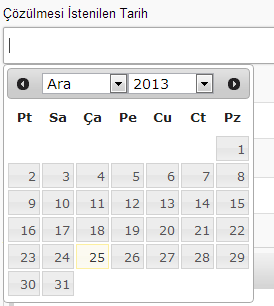 Çözülmesi İstenilen Tarih
Ara 2013
Pt Sa Ça Pe Cu Ct Pz
1
2 3 4 5 6 7 8
9 10 11 12 13 14 15
16 17 18 19 20 21 22
23 24 25 26 27 28 29
30 31